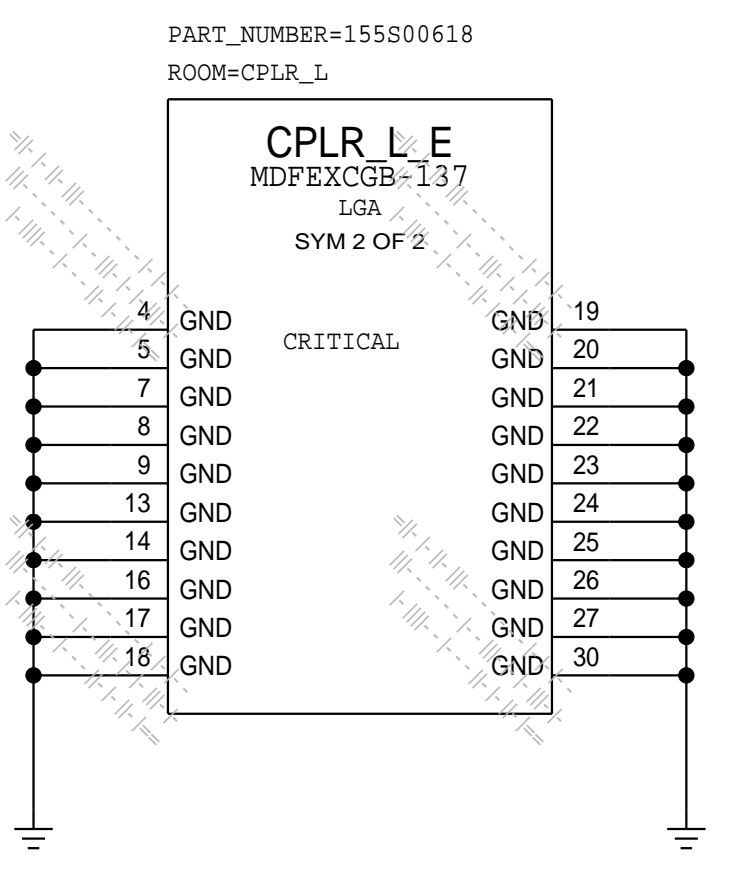 PART_NUMBER=155S00618
ROOM=CPLR_L
CPLR_L_E
MDFEXCGB-137
LGA
SYM 2 OF 2
CRITICAL
4 GND GND 19
5 GND GND 20
7 GND GND 21
8 GND GND 22
9 GND GND 23
13 GND GND 24
14 GND GND 25
16 GND GND 26
17 GND GND 27
18 GND GND 30